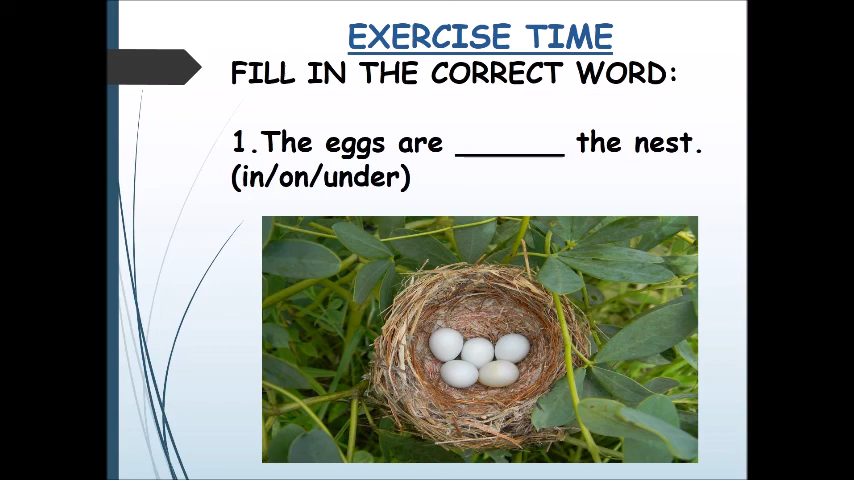 EXERCISE TIME
FILL IN THE CORRECT WORD:
1.The eggs are ______ the nest.
(in/on/under)